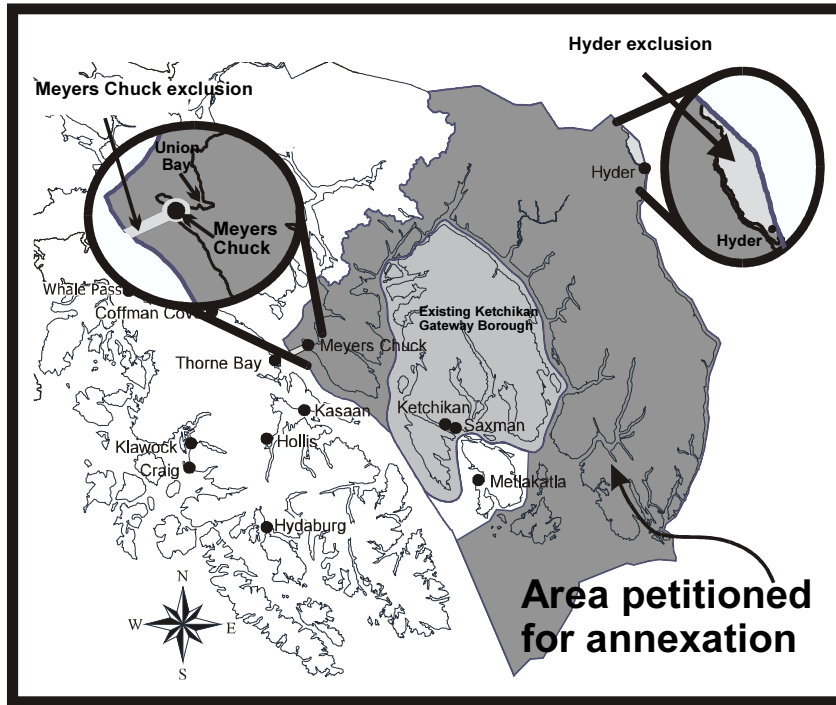 Hyder exclusion
Meyers Chuck exclusion
Union
Bay
Meyers
Chuck
Hyder
Hyder
Whale Pass
Coffman Cov
Existing Ketchikan
Gateway Borough
Meyers Chuck
Thorne Bay
Kasaan
Ketchikan
Saxman
Klawock
Hollis
Craig
Metlakatla
Hydaburg
N
W
E
S
Area petitioned
for annexation